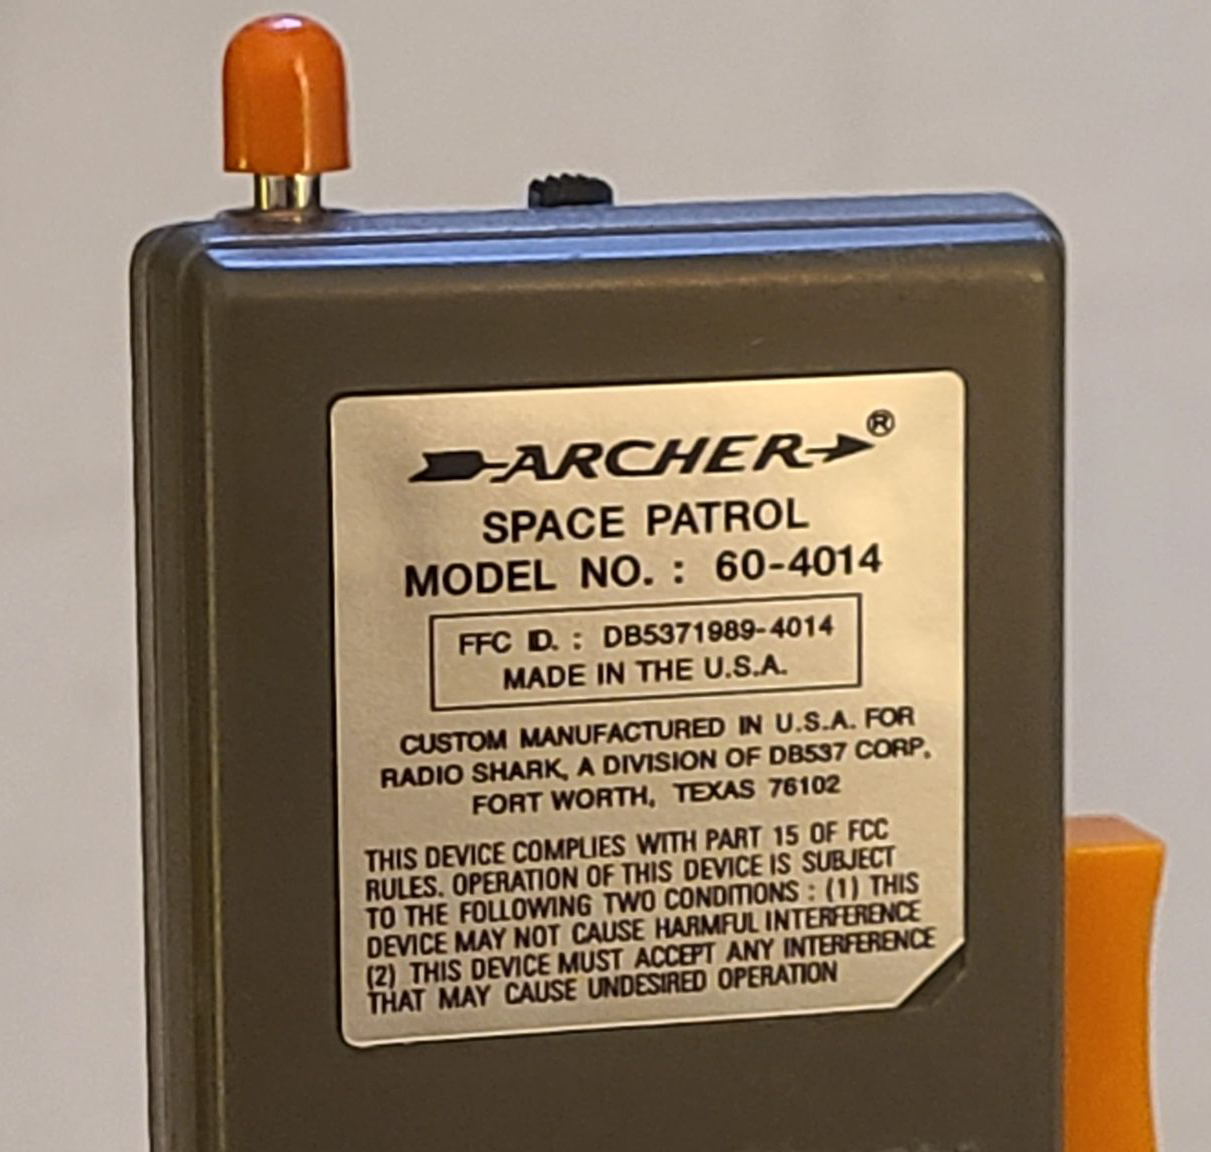 ARCHER®
SPACE PATROL
MODEL NO. : 60-4014
FFC ID. : DB5371989-4014
MADE IN THE U.S.A.
CUSTOM MANUFACTURED IN U.S.A. FOR
RADIO SHARK, A DIVISION OF DB537 CORP.
FORT WORTH, TEXAS 76102
THIS DEVICE COMPLIES WITH PART 15 OF FCC
RULES. OPERATION OF THIS DEVICE IS SUBJECT
TO THE FOLLOWING TWO CONDITIONS : (1) THIS
DEVICE MAY NOT CAUSE HARMFUL INTERFERENCE
(2) THIS DEVICE MUST ACCEPT ANY INTERFERENCE
THAT MAY CAUSE UNDESIRED OPERATION